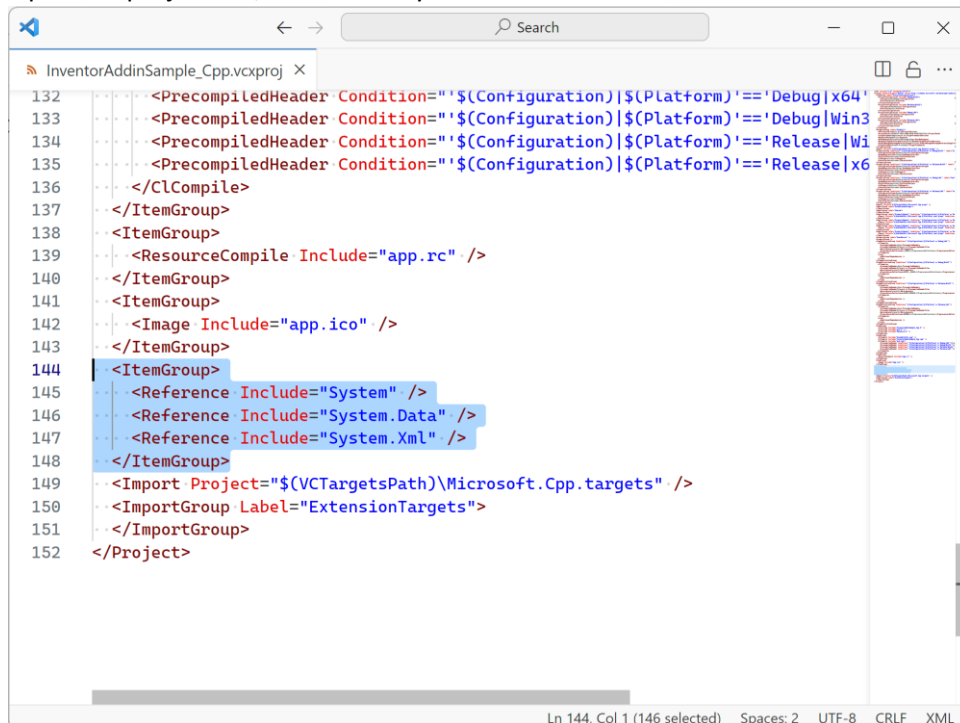 Search
InventorAddinSample_Cpp.vcxproj
132 <PrecompiledHeader Condition="'$(Configuration)|$(Platform)'=='Debug|x64'
133 <PrecompiledHeader Condition="'$(Configuration)|$(Platform)'=='Debug|Win3
134 <PrecompiledHeader Condition="'$(Configuration)|$(Platform)'=='Release|Wi
135 <PrecompiledHeader Condition="'$(Configuration)|$(Platform)'=='Release|x6
136 </ClCompile>
137 </ItemGroup>
138 <ItemGroup>
139 <ResourceCompile Include="app.rc" />
140 </ItemGroup>
141 <ItemGroup>
142 <Image Include="app.ico" />
143 </ItemGroup>
144 <ItemGroup>
145 <Reference Include="System" />
146 <Reference Include="System.Data" />
147 <Reference Include="System.Xml" />
148 </ItemGroup>
149 <Import Project="$(VCTargetsPath)\Microsoft.Cpp.targets" />
150 <ImportGroup Label="ExtensionTargets">
151 </ImportGroup>
152 </Project>
Ln 144, Col 1 (146 selected) Spaces: 2 UTF-8 CRLF XML